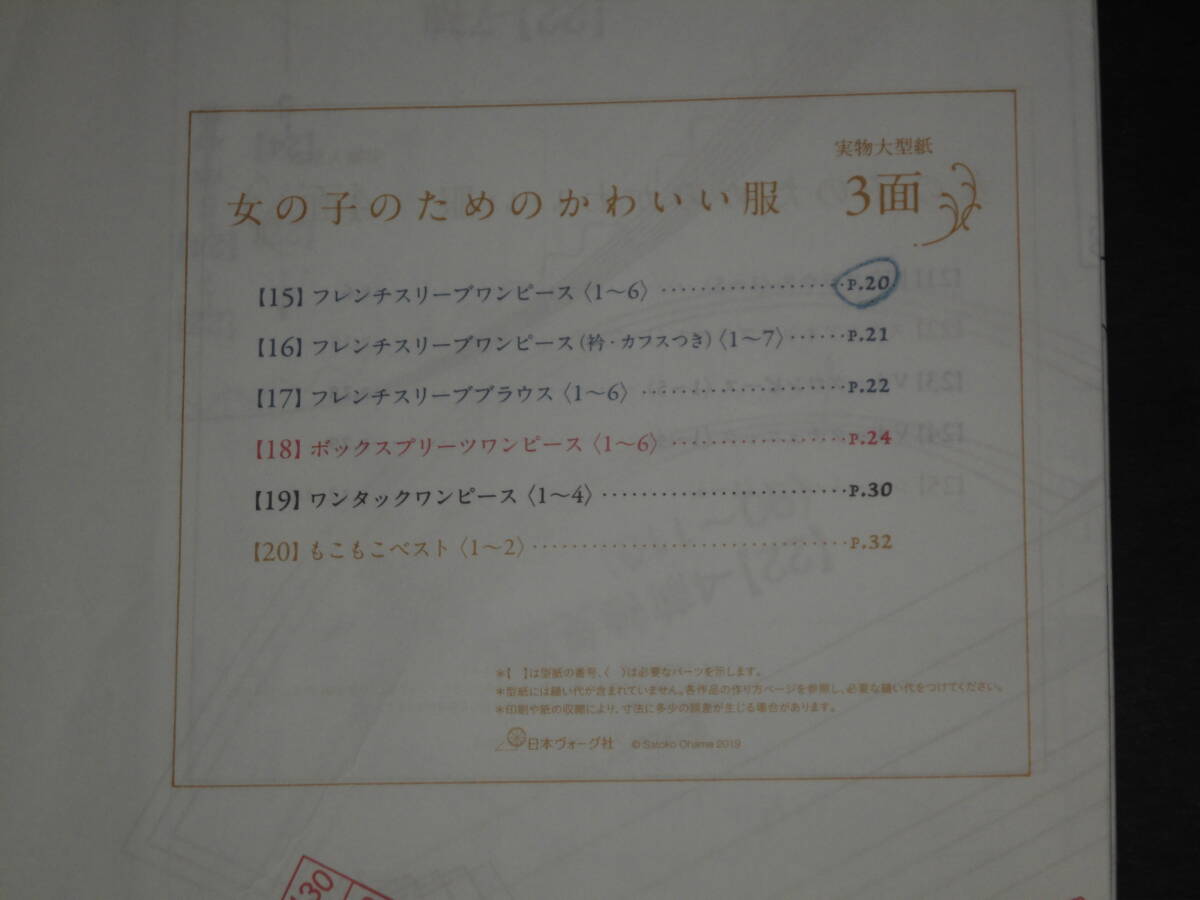 実物大型紙
女の子のためのかわいい服 3面
【15】フレンチスリーブワンピース〈1〜6〉 ………………… P.20
【16】フレンチスリーブワンピース(衿・カフスつき)〈1〜7〉 …… P.21
【17】フレンチスリーブブラウス〈1〜6〉 ………………… P.22
【18】ボックスプリーツワンピース〈1〜6〉 ………………… P.24
【19】ワンタックワンピース〈1〜4〉 ………………… P.30
【20】もこもこベスト〈1〜2〉 ………………… P.32
＊【　】は型紙の番号、〈　〉は必要なパーツを示します。
＊型紙には縫い代が含まれていません。各作品の作り方ページを参照し、必要な縫い代をつけてください。
＊印刷や紙の収縮により、寸法に多少の誤差が生じる場合があります。
日本ヴォーグ社 © Satoko Ohama 2019
130